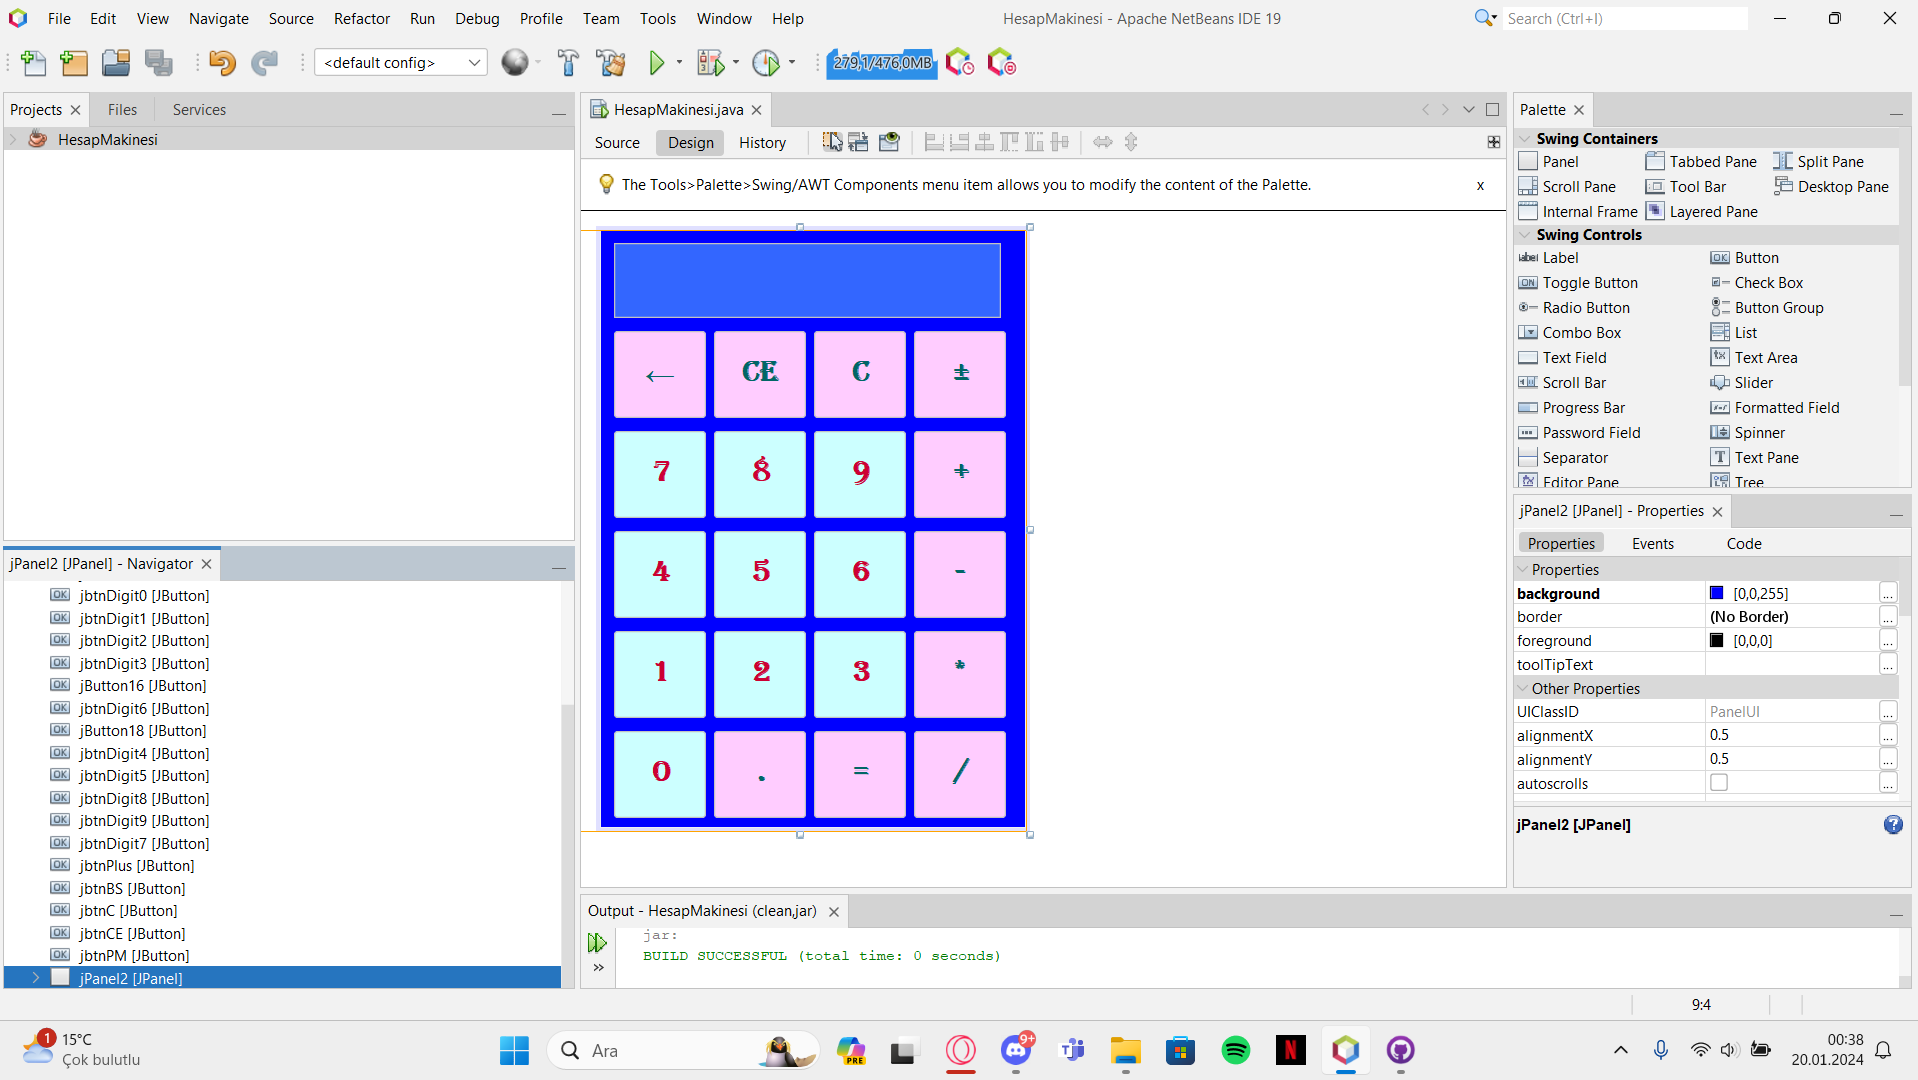 File Edit View Navigate Source Refactor Run Debug Profile Team Tools Window Help
HesapMakinesi - Apache NetBeans IDE 19
Search (Ctrl+I)
<default config>
279,1/476,0MB
Projects
Files
Services
HesapMakinesi
jPanel2 [JPanel] - Navigator
jbtnDigit0 [JButton]
jbtnDigit1 [JButton]
jbtnDigit2 [JButton]
jbtnDigit3 [JButton]
jButton16 [JButton]
jbtnDigit6 [JButton]
jButton18 [JButton]
jbtnDigit4 [JButton]
jbtnDigit5 [JButton]
jbtnDigit8 [JButton]
jbtnDigit9 [JButton]
jbtnDigit7 [JButton]
jbtnPlus [JButton]
jbtnBS [JButton]
jbtnC [JButton]
jbtnCE [JButton]
jbtnPM [JButton]
jPanel2 [JPanel]
HesapMakinesi.java
Source Design History
The Tools>Palette>Swing/AWT Components menu item allows you to modify the content of the Palette.
x
← CE C ±
7 8 9 +
4 5 6 -
1 2 3 *
0 . = /
Output - HesapMakinesi (clean,jar)
jar:
BUILD SUCCESSFUL (total time: 0 seconds)
Palette
Swing Containers
Panel Tabbed Pane Split Pane
Scroll Pane Tool Bar Desktop Pane
Internal Frame Layered Pane
Swing Controls
Label Button
Toggle Button Check Box
Radio Button Button Group
Combo Box List
Text Field Text Area
Scroll Bar Slider
Progress Bar Formatted Field
Password Field Spinner
Separator Text Pane
Editor Pane Tree
jPanel2 [JPanel] - Properties
Properties Events Code
Properties
background [0,0,255] ...
border (No Border) ...
foreground [0,0,0] ...
toolTipText ...
Other Properties
UIClassID PanelUI ...
alignmentX 0.5 ...
alignmentY 0.5 ...
autoscrolls ...
jPanel2 [JPanel]
9:4
1
15°C
Çok bulutlu
Ara
PRE
9+
00:38
20.01.2024